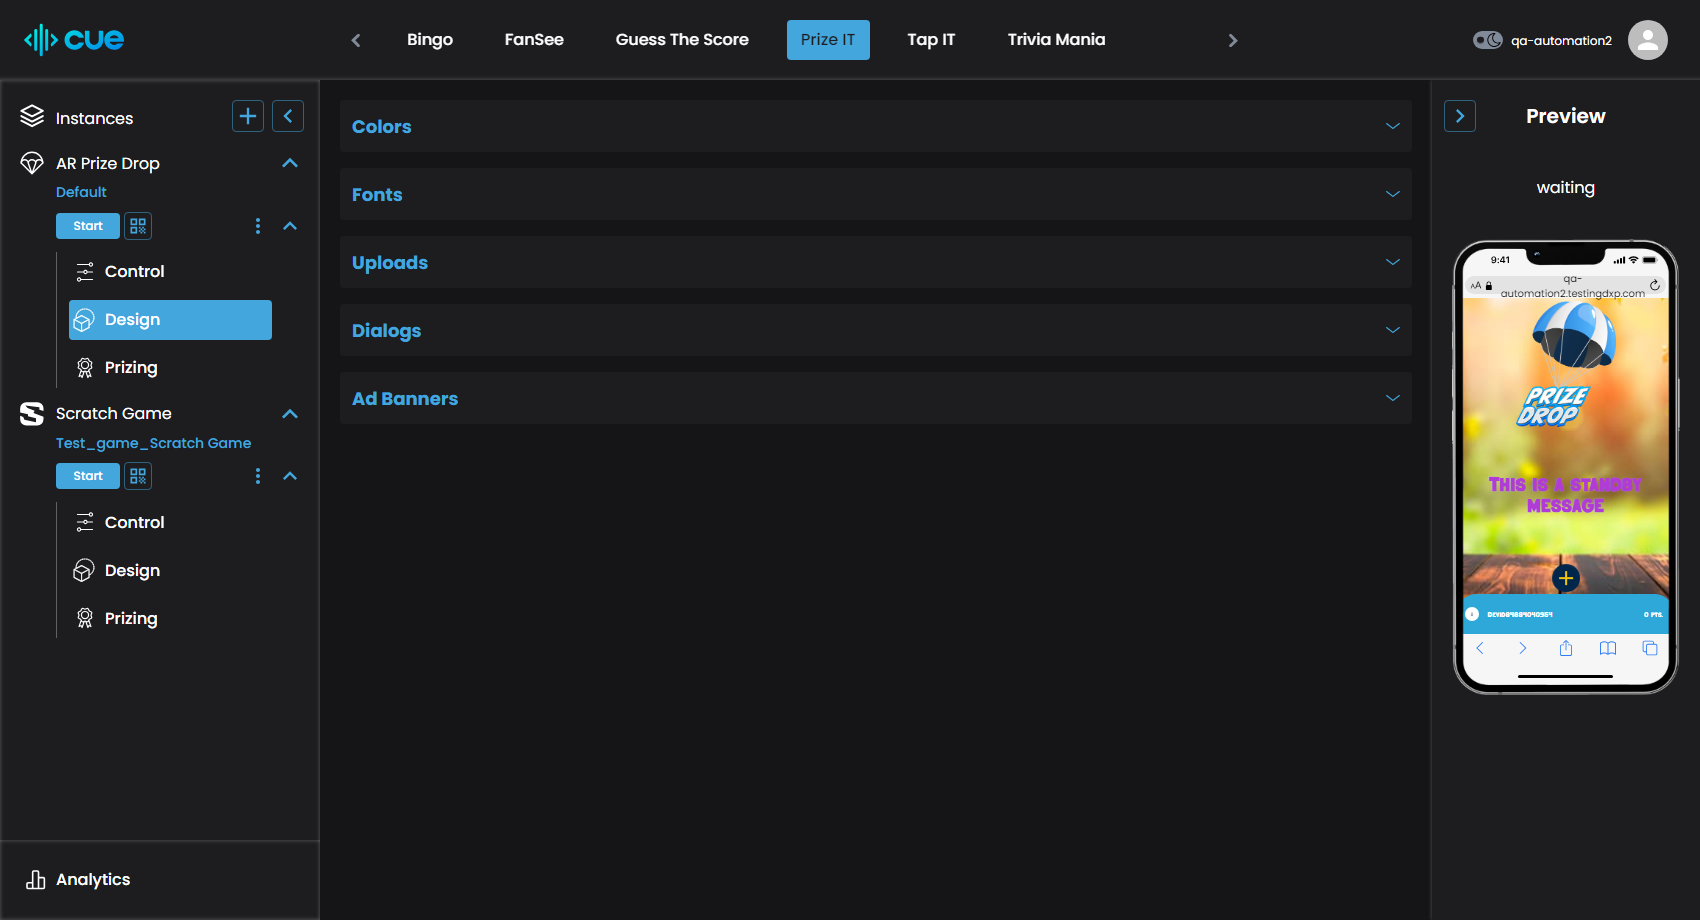 cue
Bingo
FanSee
Guess The Score
Prize IT
Tap IT
Trivia Mania
qa-automation2
Instances
AR Prize Drop
Default
Start
Control
Design
Prizing
Scratch Game
Test_game_Scratch Game
Start
Control
Design
Prizing
Analytics
Colors
Fonts
Uploads
Dialogs
Ad Banners
Preview
waiting
9:41
AA
qa-
automation2.testingdxp.com
PRIZE
DROP
THIS IS A STANDBY
MESSAGE
0 PTS.